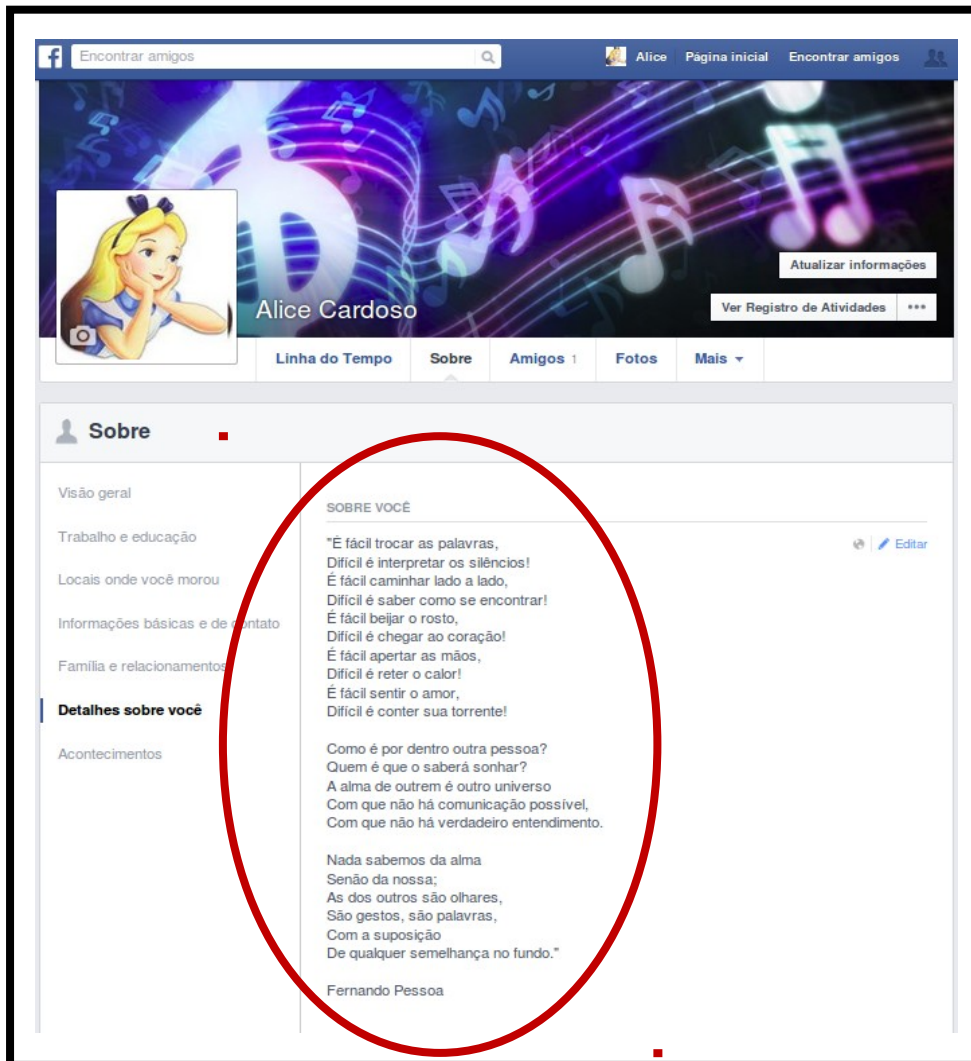 f
Encontrar amigos
Alice Página inicial Encontrar amigos
Atualizar informações
Alice Cardoso
Ver Registro de Atividades
Linha do Tempo Sobre Amigos 1 Fotos Mais
Sobre
Visão geral
Trabalho e educação
Locais onde você morou
Informações básicas e de contato
Família e relacionamentos
Detalhes sobre você
Acontecimentos
SOBRE VOCÊ
Editar
"É fácil trocar as palavras,
Difícil é interpretar os silêncios!
É fácil caminhar lado a lado,
Difícil é saber como se encontrar!
É fácil beijar o rosto,
Difícil é chegar ao coração!
É fácil apertar as mãos,
Difícil é reter o calor!
É fácil sentir o amor,
Difícil é conter sua torrente!
Como é por dentro outra pessoa?
Quem é que o saberá sonhar?
A alma de outrem é outro universo
Com que não há comunicação possível,
Com que não há verdadeiro entendimento.
Nada sabemos da alma
Senão da nossa;
As dos outros são olhares,
São gestos, são palavras,
Com a suposição
De qualquer semelhança no fundo."
Fernando Pessoa